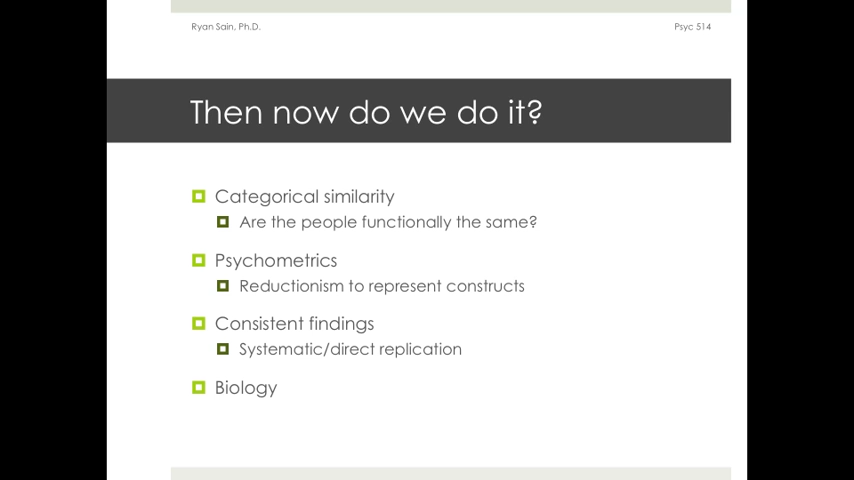 Ryan Sain, Ph.D.
Psyc 514
Then now do we do it?
Categorical similarity
Are the people functionally the same?
Psychometrics
Reductionism to represent constructs
Consistent findings
Systematic/direct replication
Biology